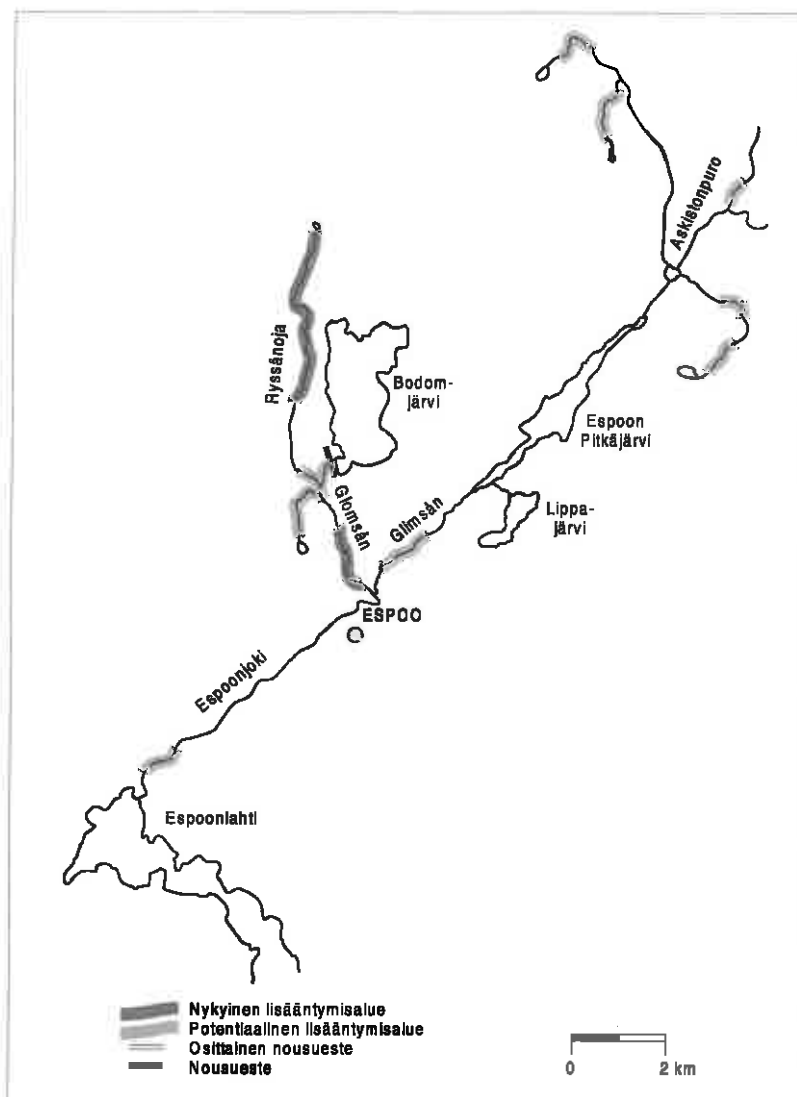 Askistonpuro
Ryssänoja
Bodom-
järvi
Espoon
Pitkäjärvi
Glomsån
Glimsån
Lippa-
järvi
ESPOO
Espoonjoki
Espoonlahti
Nykyinen lisääntymisalue
Potentiaalinen lisääntymisalue
Osittainen nousueste
Nousueste
0 2 km